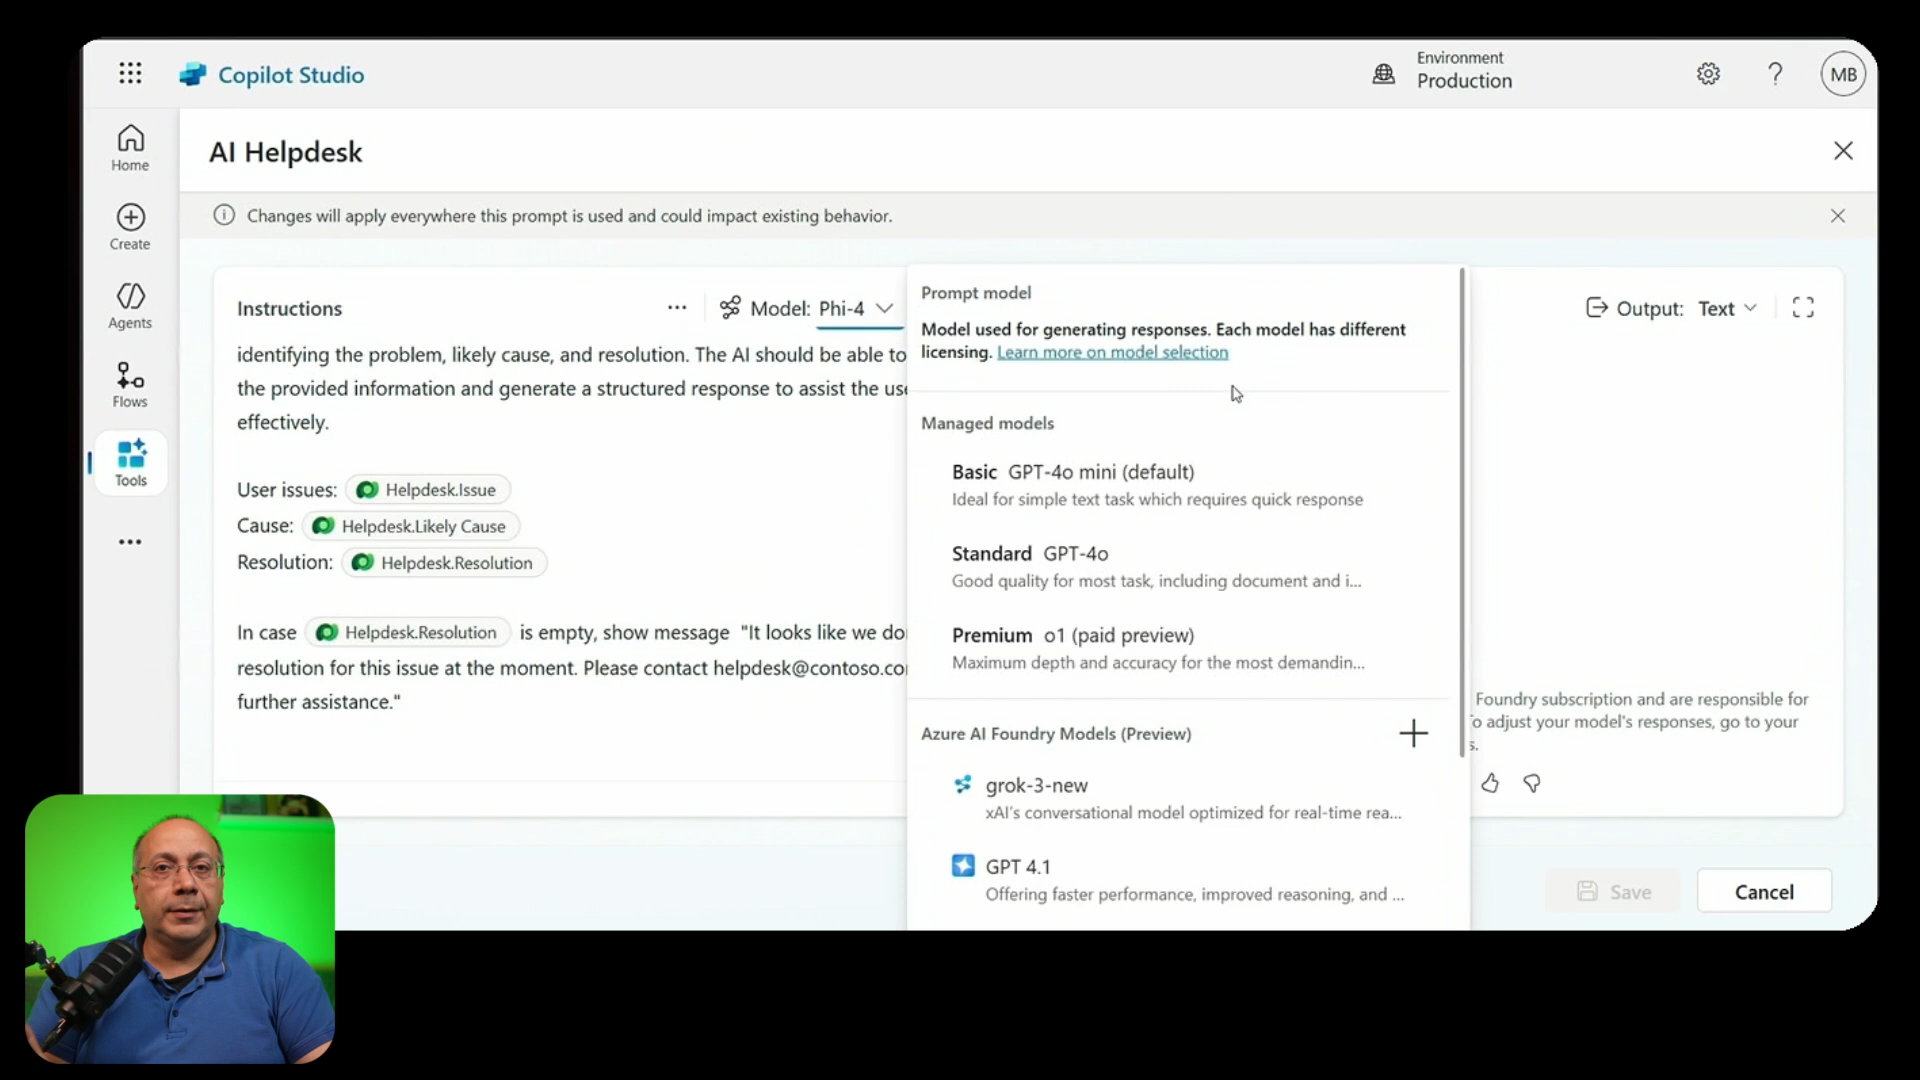 Copilot Studio
Environment
Production
MB
Home
Create
Agents
Flows
Tools
AI Helpdesk
Changes will apply everywhere this prompt is used and could impact existing behavior.
Instructions
Model: Phi-4
identifying the problem, likely cause, and resolution. The AI should be able to
the provided information and generate a structured response to assist the use
effectively.
User issues: Helpdesk.Issue
Cause: Helpdesk.Likely Cause
Resolution: Helpdesk.Resolution
In case Helpdesk.Resolution is empty, show message "It looks like we do
resolution for this issue at the moment. Please contact helpdesk@contoso.co
further assistance."
Prompt model
Model used for generating responses. Each model has different
licensing. Learn more on model selection
Managed models
Basic GPT-4o mini (default)
Ideal for simple text task which requires quick response
Standard GPT-4o
Good quality for most task, including document and i...
Premium o1 (paid preview)
Maximum depth and accuracy for the most demandin...
Azure AI Foundry Models (Preview)
grok-3-new
xAI's conversational model optimized for real-time rea...
GPT 4.1
Offering faster performance, improved reasoning, and ...
Output: Text
Foundry subscription and are responsible for
To adjust your model's responses, go to your
s.
Save
Cancel